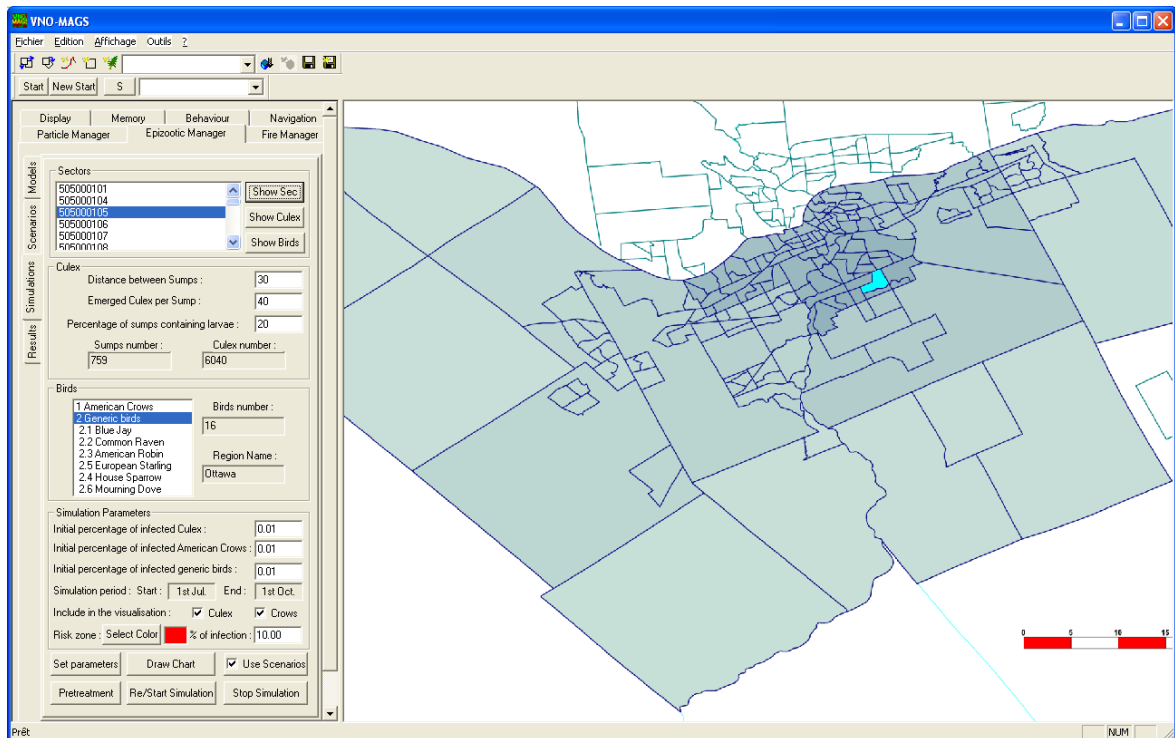 VNO-MAGS
Fichier Edition Affichage Outils ?
Start New Start S
Display Memory Behaviour Navigation
Particle Manager Epizootic Manager Fire Manager
Models
Scenarios
Simulations
Results
Sectors
505000101
505000104
505000105
505000106
505000107
505000108
Show Sec
Show Culex
Show Birds
Culex
Distance between Sumps : 30
Emerged Culex per Sump : 40
Percentage of sumps containing larvae : 20
Sumps number : Culex number :
759 6040
Birds
1 American Crows
2 Generic birds
2.1 Blue Jay
2.2 Common Raven
2.3 American Robin
2.5 European Starling
2.4 House Sparrow
2.6 Mourning Dove
Birds number :
16
Region Name :
Ottawa
Simulation Parameters
Initial percentage of infected Culex : 0.01
Initial percentage of infected American Crows : 0.01
Initial percentage of infected generic birds : 0.01
Simulation period : Start : 1st Jul. End : 1st Oct.
Include in the visualisation : Culex Crows
Risk zone : Select Color % of infection : 10.00
Set parameters Draw Chart Use Scenarios
Pretreatment Re/Start Simulation Stop Simulation
0 5 10 15
Prêt NUM